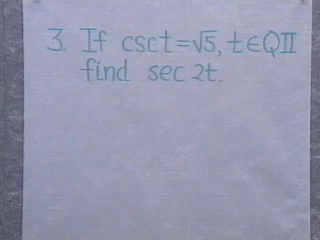 3. If csct=√5, t∈QII
find sec 2t.